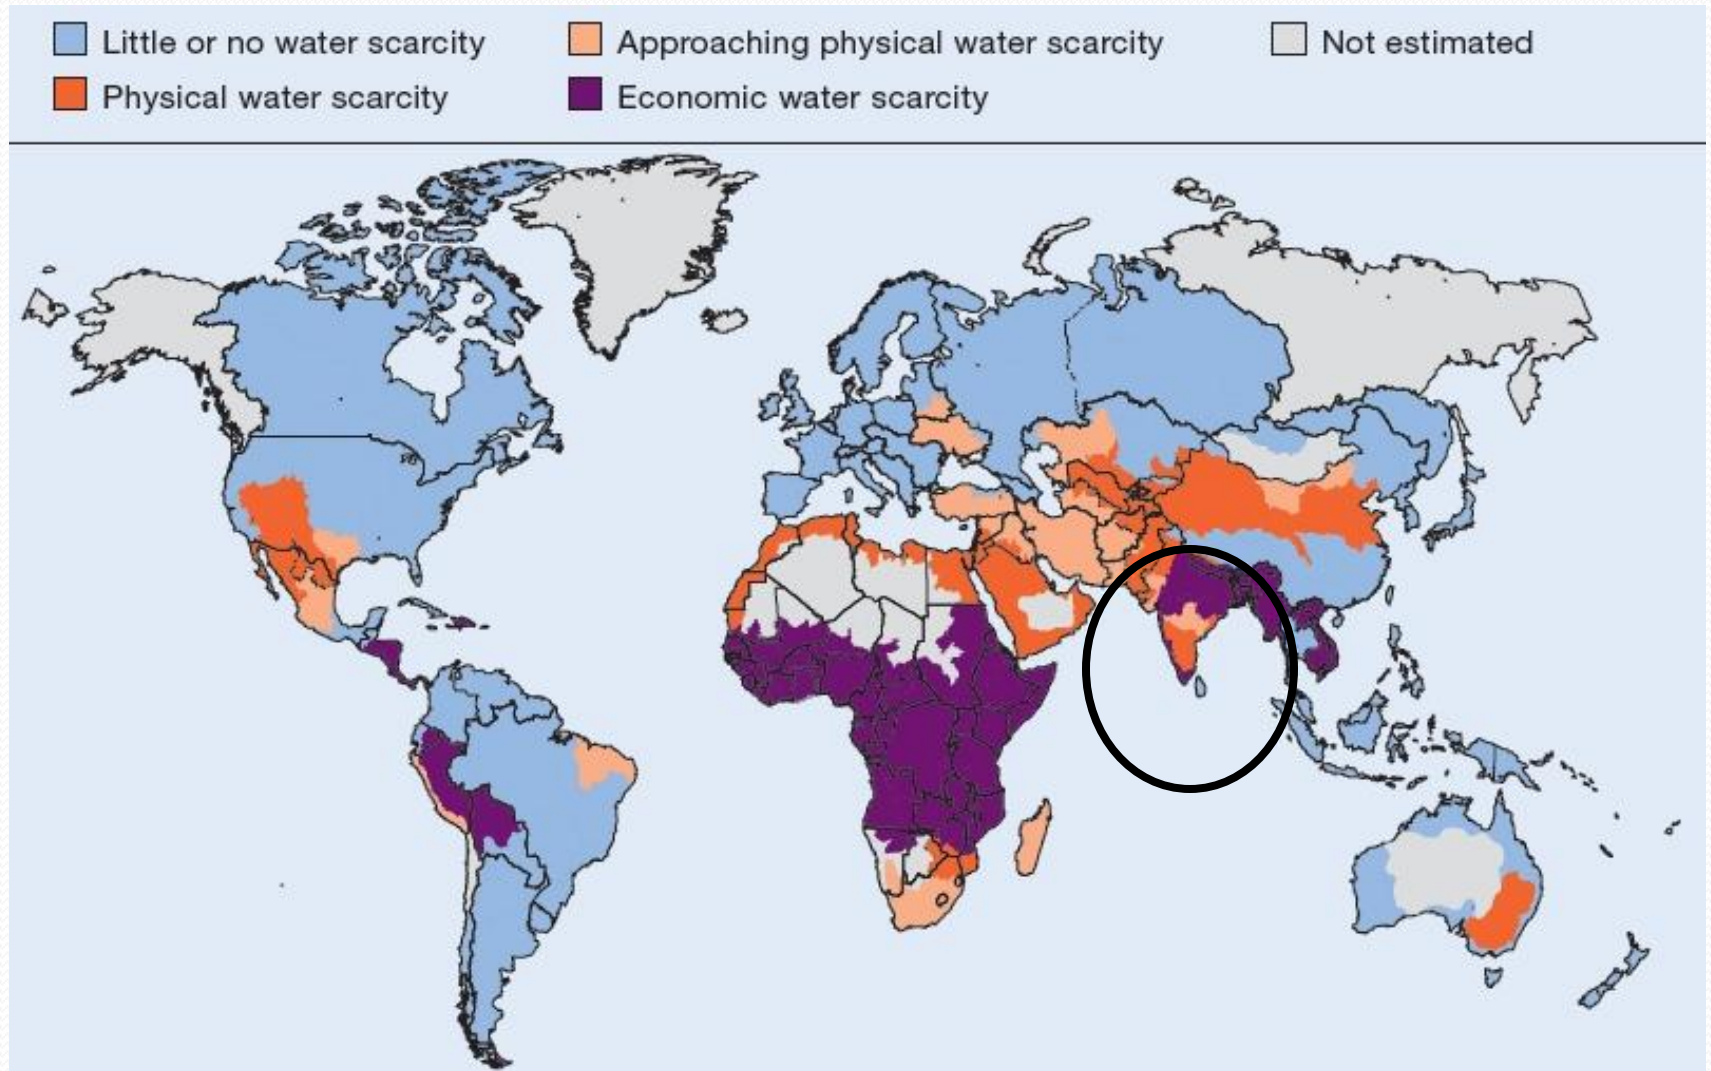 Little or no water scarcity
Approaching physical water scarcity
Not estimated
Physical water scarcity
Economic water scarcity